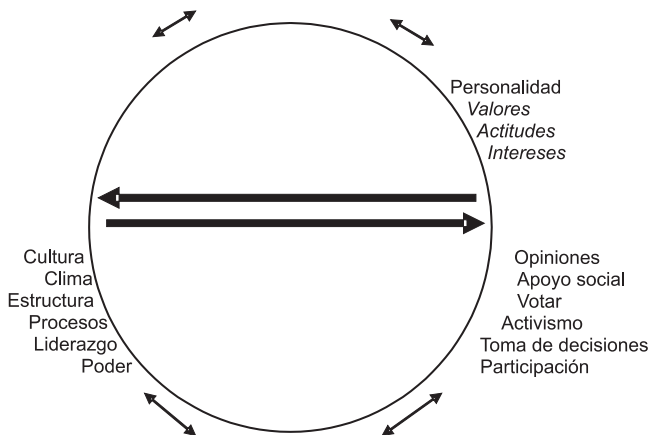 Personalidad
Valores
Actitudes
Intereses
Cultura
Clima
Estructura
Procesos
Liderazgo
Poder
Opiniones
Apoyo social
Votar
Activismo
Toma de decisiones
Participación